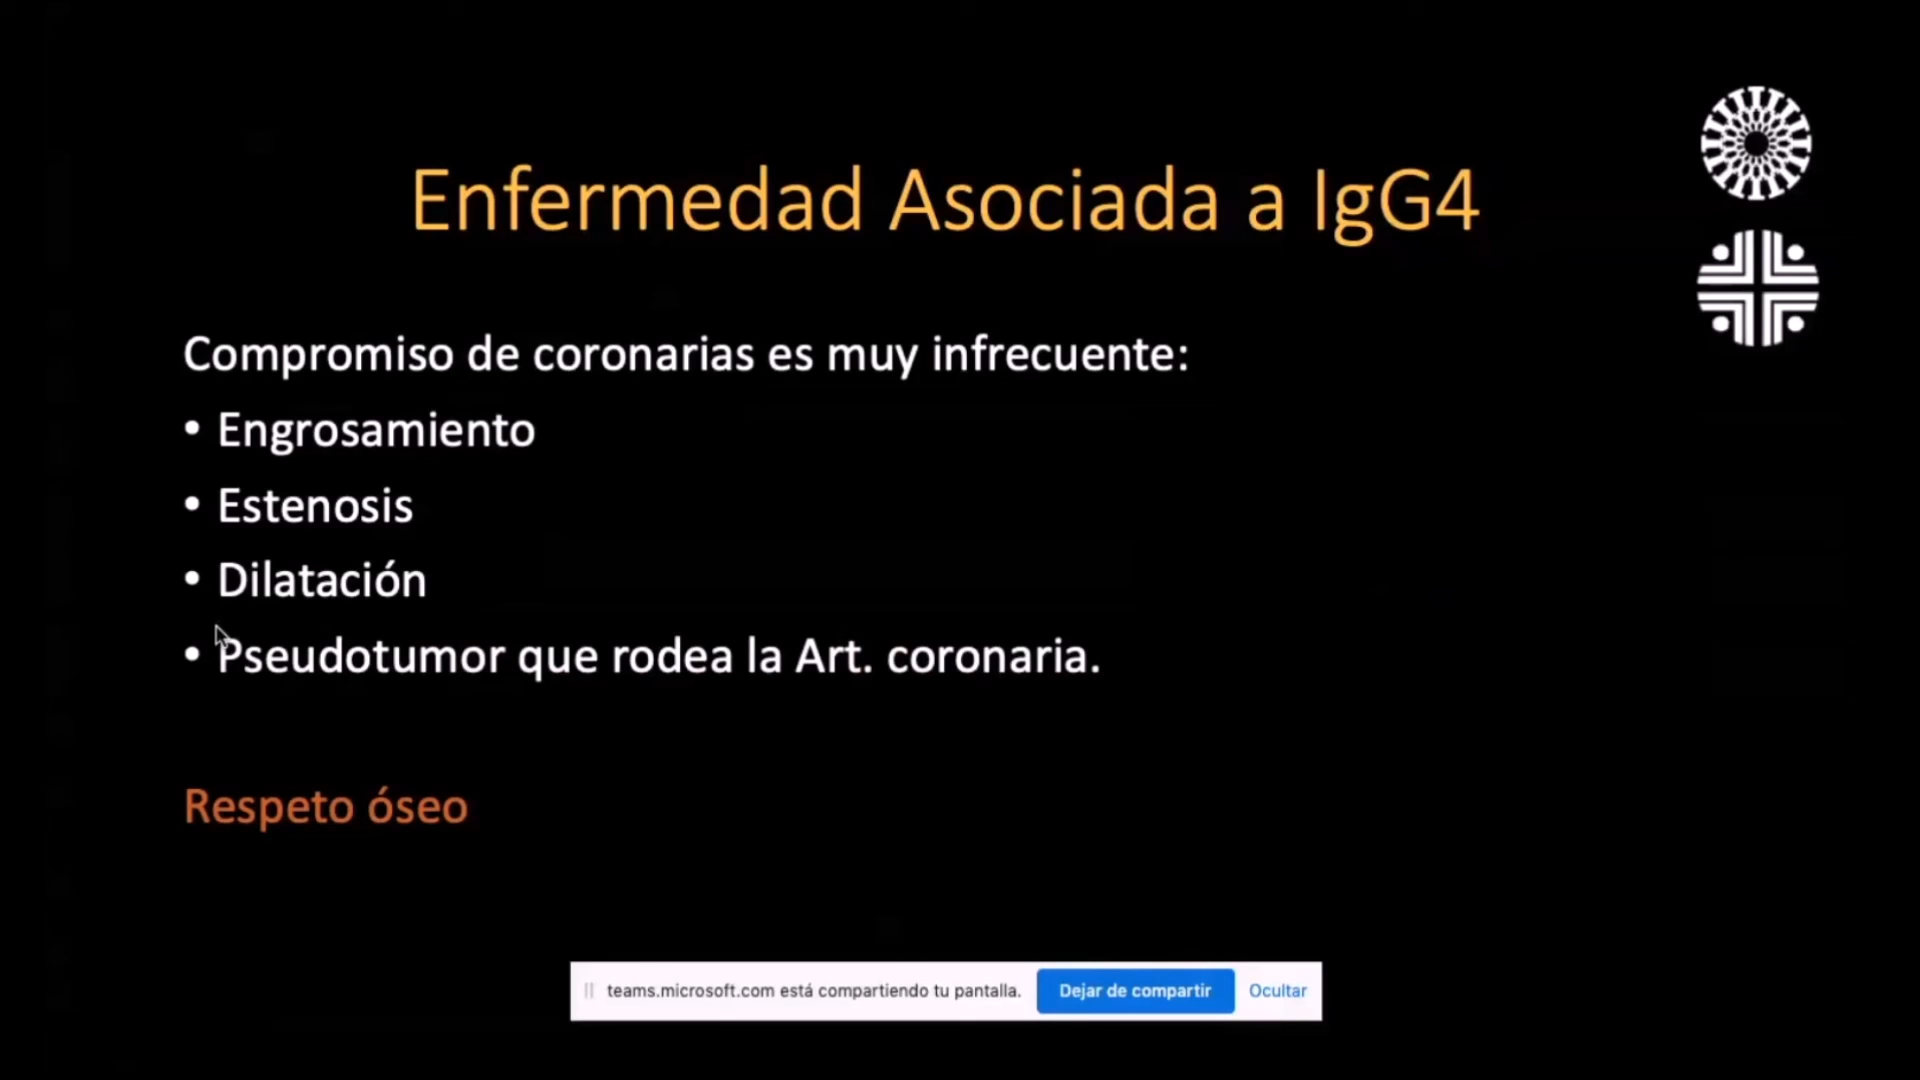 Enfermedad Asociada a IgG4
Compromiso de coronarias es muy infrecuente:
• Engrosamiento
• Estenosis
• Dilatación
• Pseudotumor que rodea la Art. coronaria.
Respeto óseo
teams.microsoft.com está compartiendo tu pantalla. Dejar de compartir Ocultar